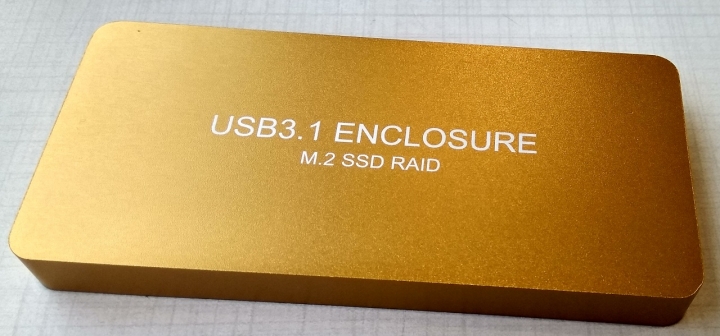 USB3.1 ENCLOSURE
M.2 SSD RAID